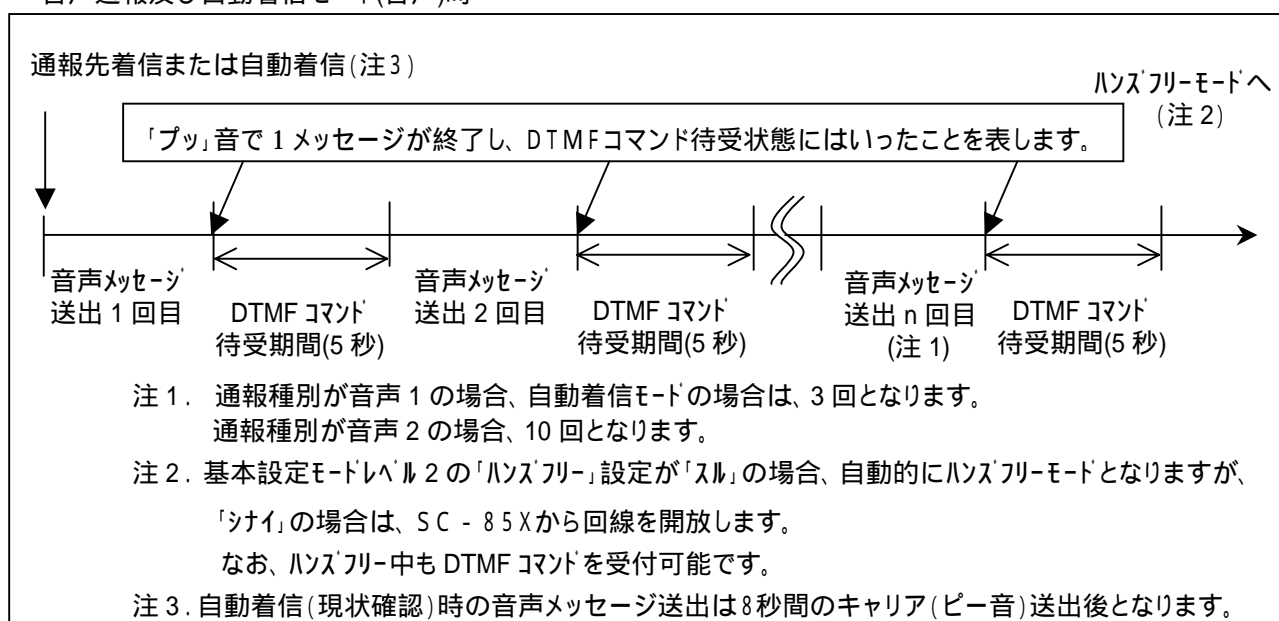 通報先着信または自動着信(注3)
ﾊﾝｽﾞﾌﾘｰﾓｰﾄﾞへ
(注 2)
「プッ」音で 1 メッセージが終了し、DTMFコマンド待受状態にはいったことを表します。
音声ﾒｯｾｰｼﾞ
送出 1 回目
DTMF ｺﾏﾝﾄﾞ
待受期間(5 秒)
音声ﾒｯｾｰｼﾞ
送出 2 回目
DTMF ｺﾏﾝﾄﾞ
待受期間(5 秒)
音声ﾒｯｾｰｼﾞ
送出 n 回目
(注 1)
DTMF ｺﾏﾝﾄﾞ
待受期間(5 秒)
注 1. 通報種別が音声 1 の場合、自動着信ﾓｰﾄﾞの場合は、3 回となります。
通報種別が音声 2 の場合、10 回となります。
注 2. 基本設定ﾓｰﾄﾞﾚﾍﾞﾙ 2 の「ﾊﾝｽﾞﾌﾘｰ」設定が「ｽﾙ」の場合、自動的にﾊﾝｽﾞﾌﾘｰﾓｰﾄﾞとなりますが、
「ｼﾅｲ」の場合は、SC-85Xから回線を開放します。
なお、ﾊﾝｽﾞﾌﾘｰ中も DTMF ｺﾏﾝﾄﾞを受付可能です。
注 3. 自動着信(現状確認)時の音声メッセージ送出は8秒間のキャリア(ピー音)送出後となります。